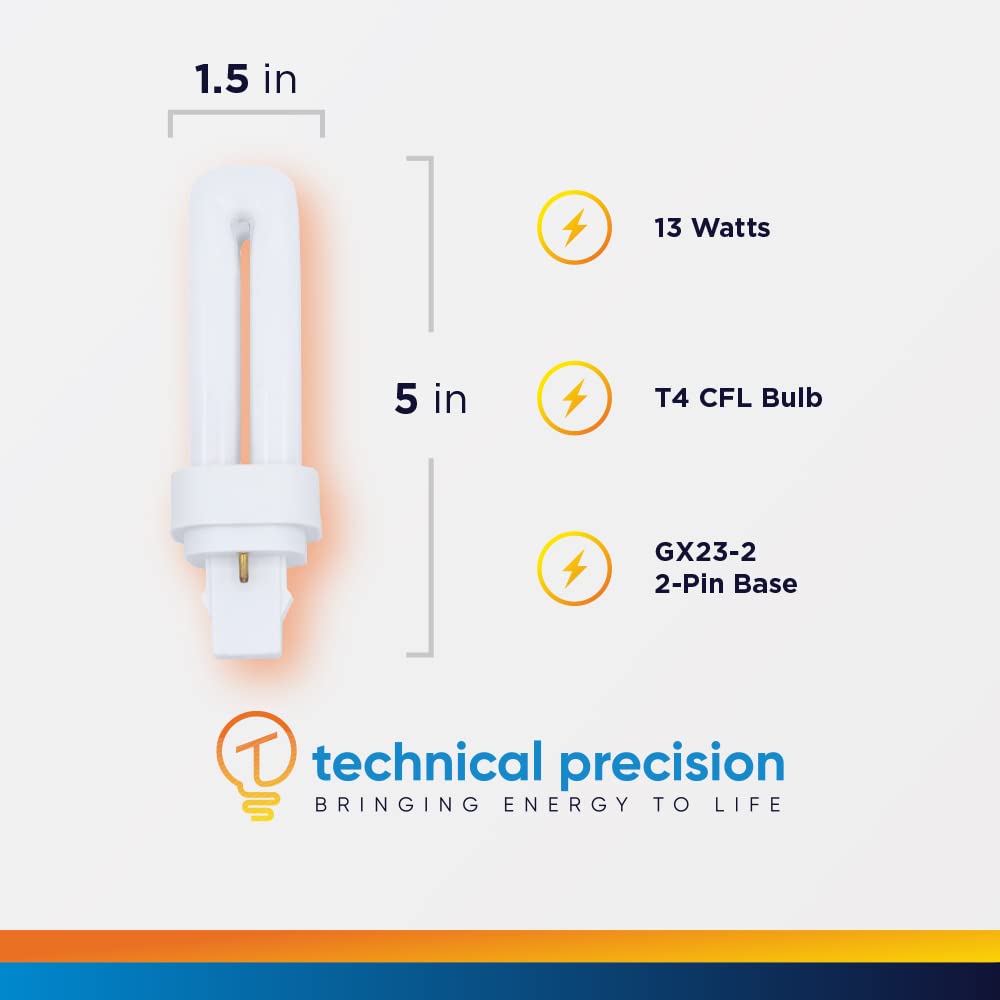 1.5 in
5 in
13 Watts
T4 CFL Bulb
GX23-2
2-Pin Base
technical precision
BRINGING ENERGY TO LIFE